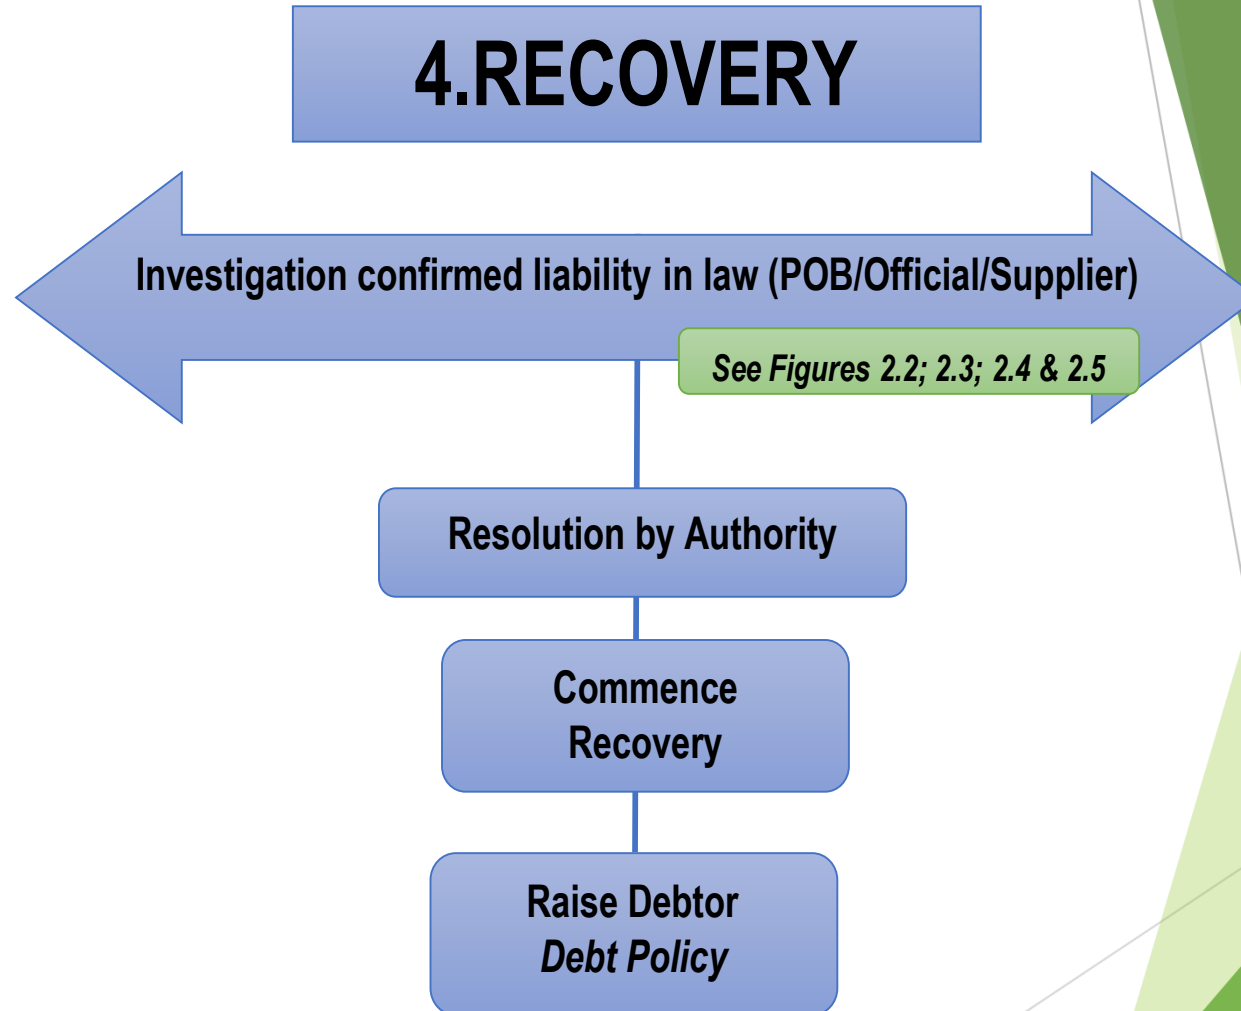 4.RECOVERY
Investigation confirmed liability in law (POB/Official/Supplier)
See Figures 2.2; 2.3; 2.4 & 2.5
Resolution by Authority
Commence
Recovery
Raise Debtor
Debt Policy